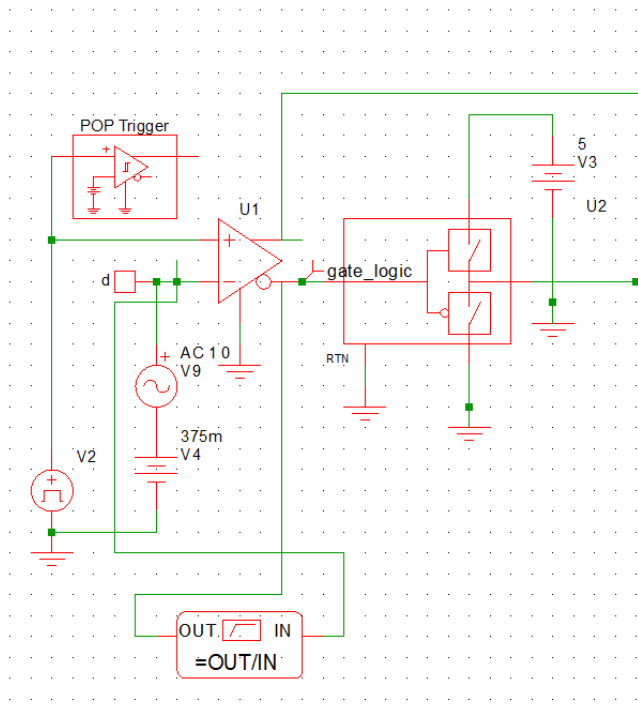 POP Trigger
5
V3
U1
U2
d
gate_logic
AC 1 0
V9
RTN
375m
V4
V2
OUT IN
=OUT/IN